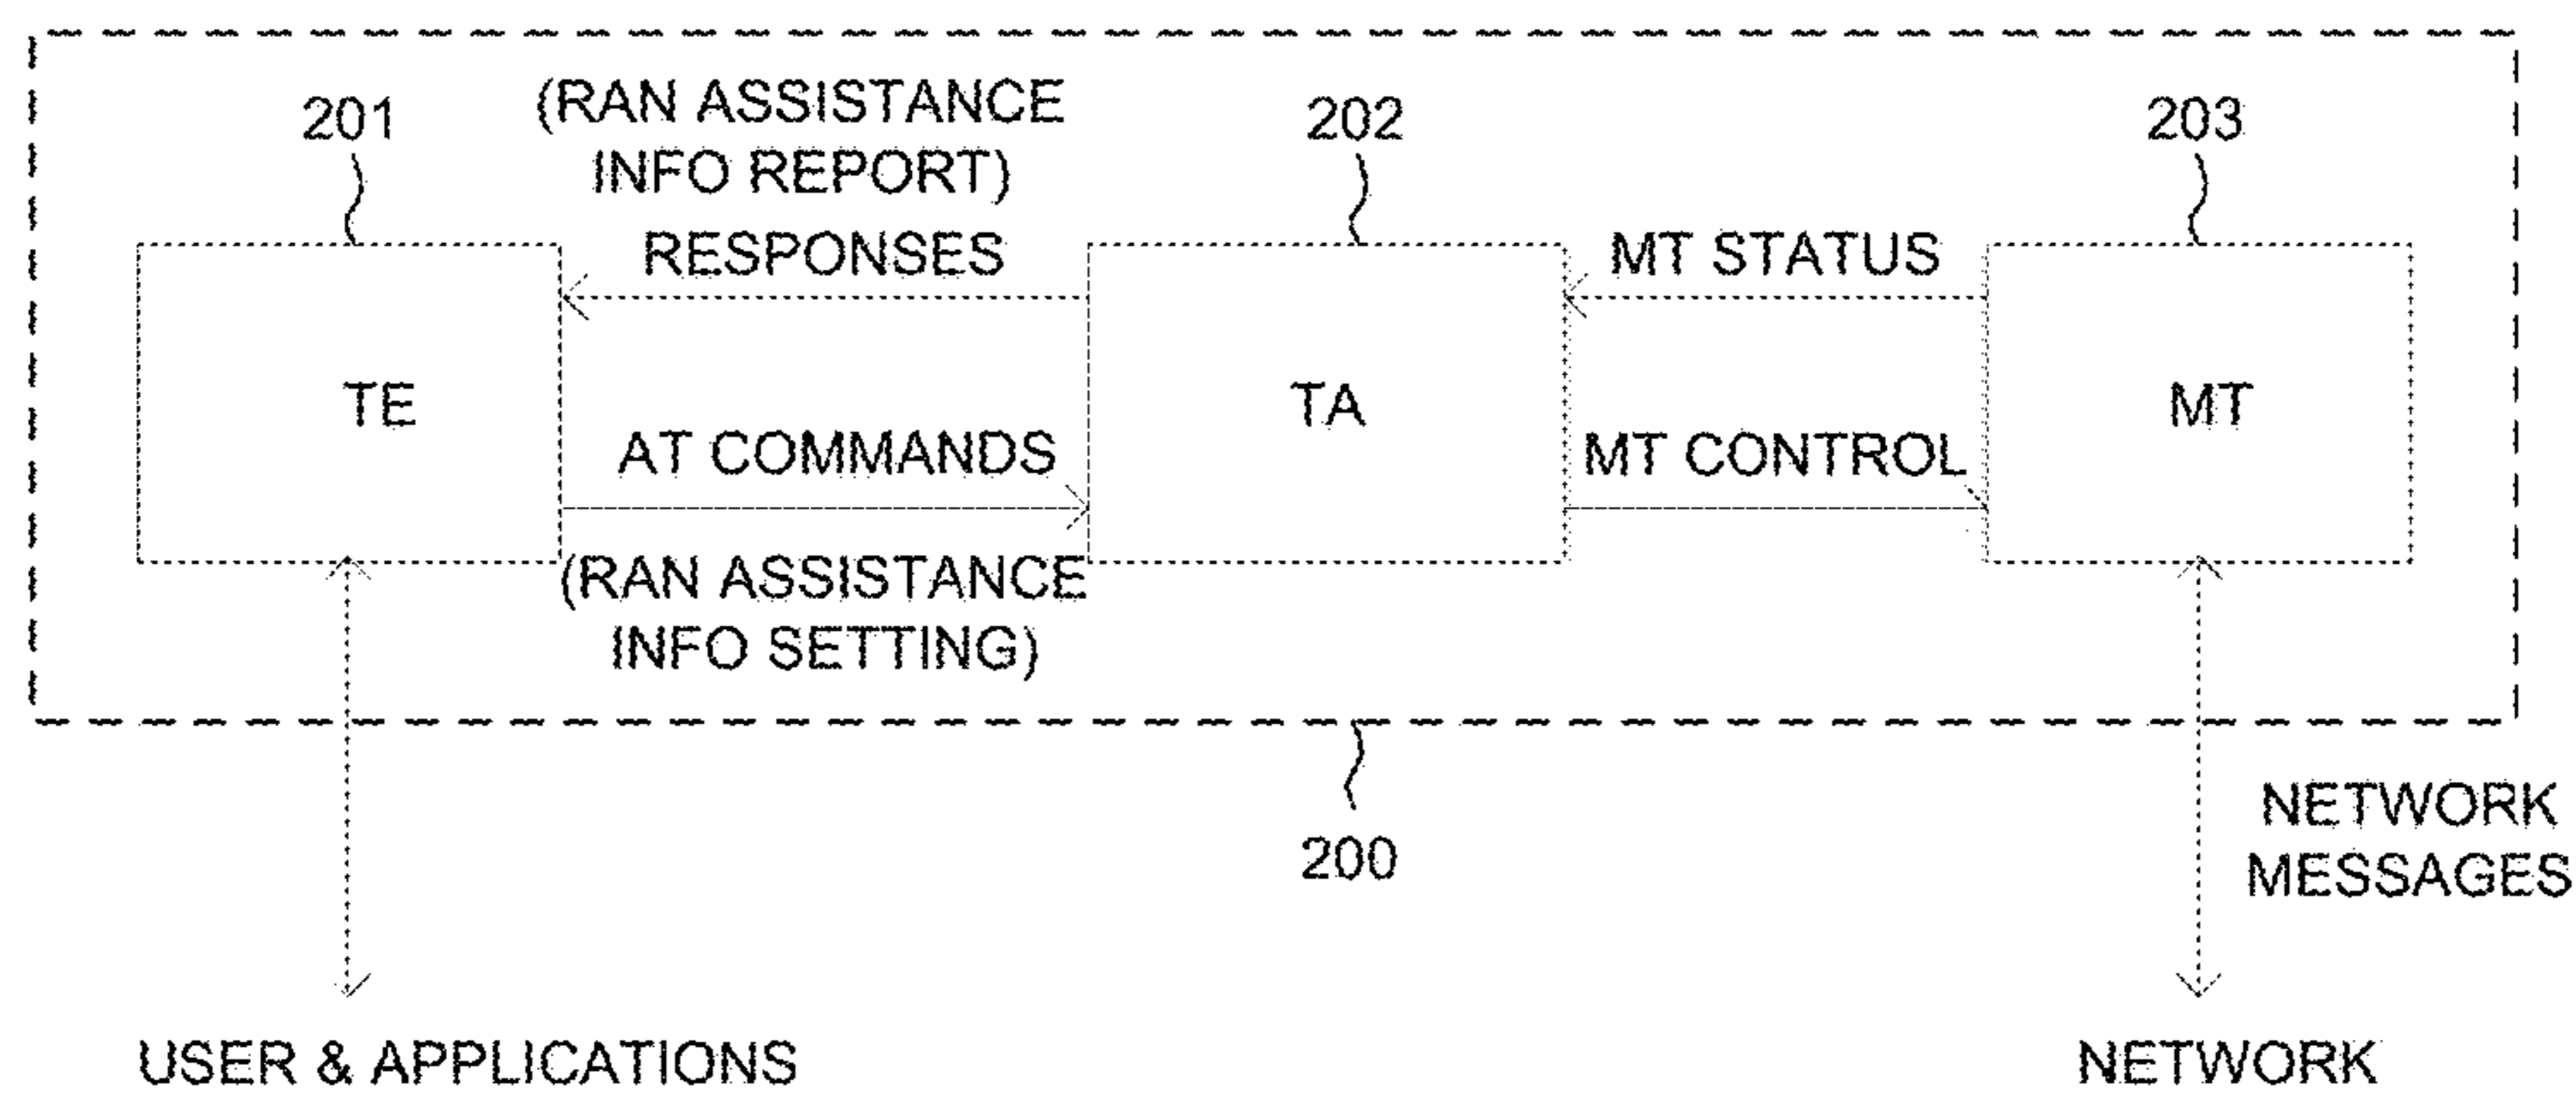 201
(RAN ASSISTANCE
INFO REPORT)
RESPONSES
202
MT STATUS
203
TE
TA
MT
AT COMMANDS
MT CONTROL
(RAN ASSISTANCE
INFO SETTING)
200
NETWORK
MESSAGES
USER & APPLICATIONS
NETWORK